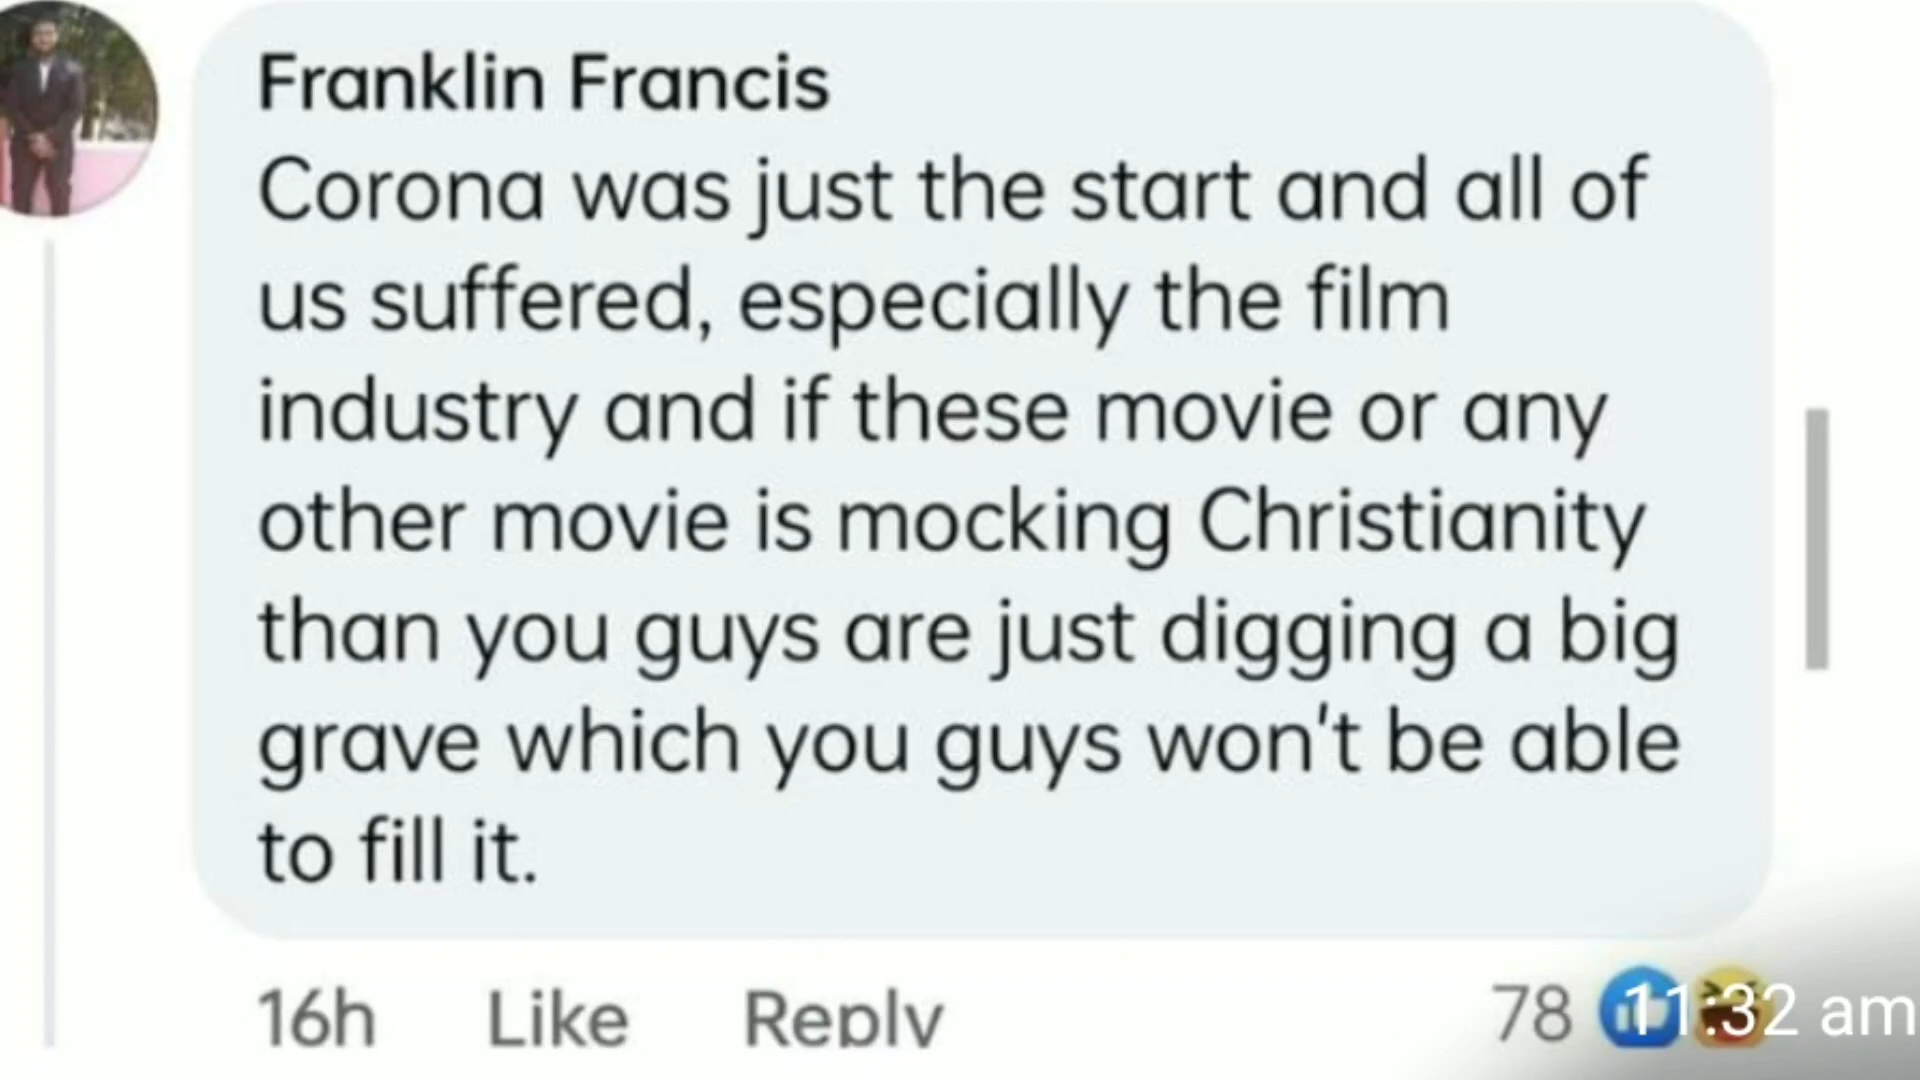 Franklin Francis
Corona was just the start and all of
us suffered, especially the film
industry and if these movie or any
other movie is mocking Christianity
than you guys are just digging a big
grave which you guys won't be able
to fill it.
16h Like Reply 78
11:32 am